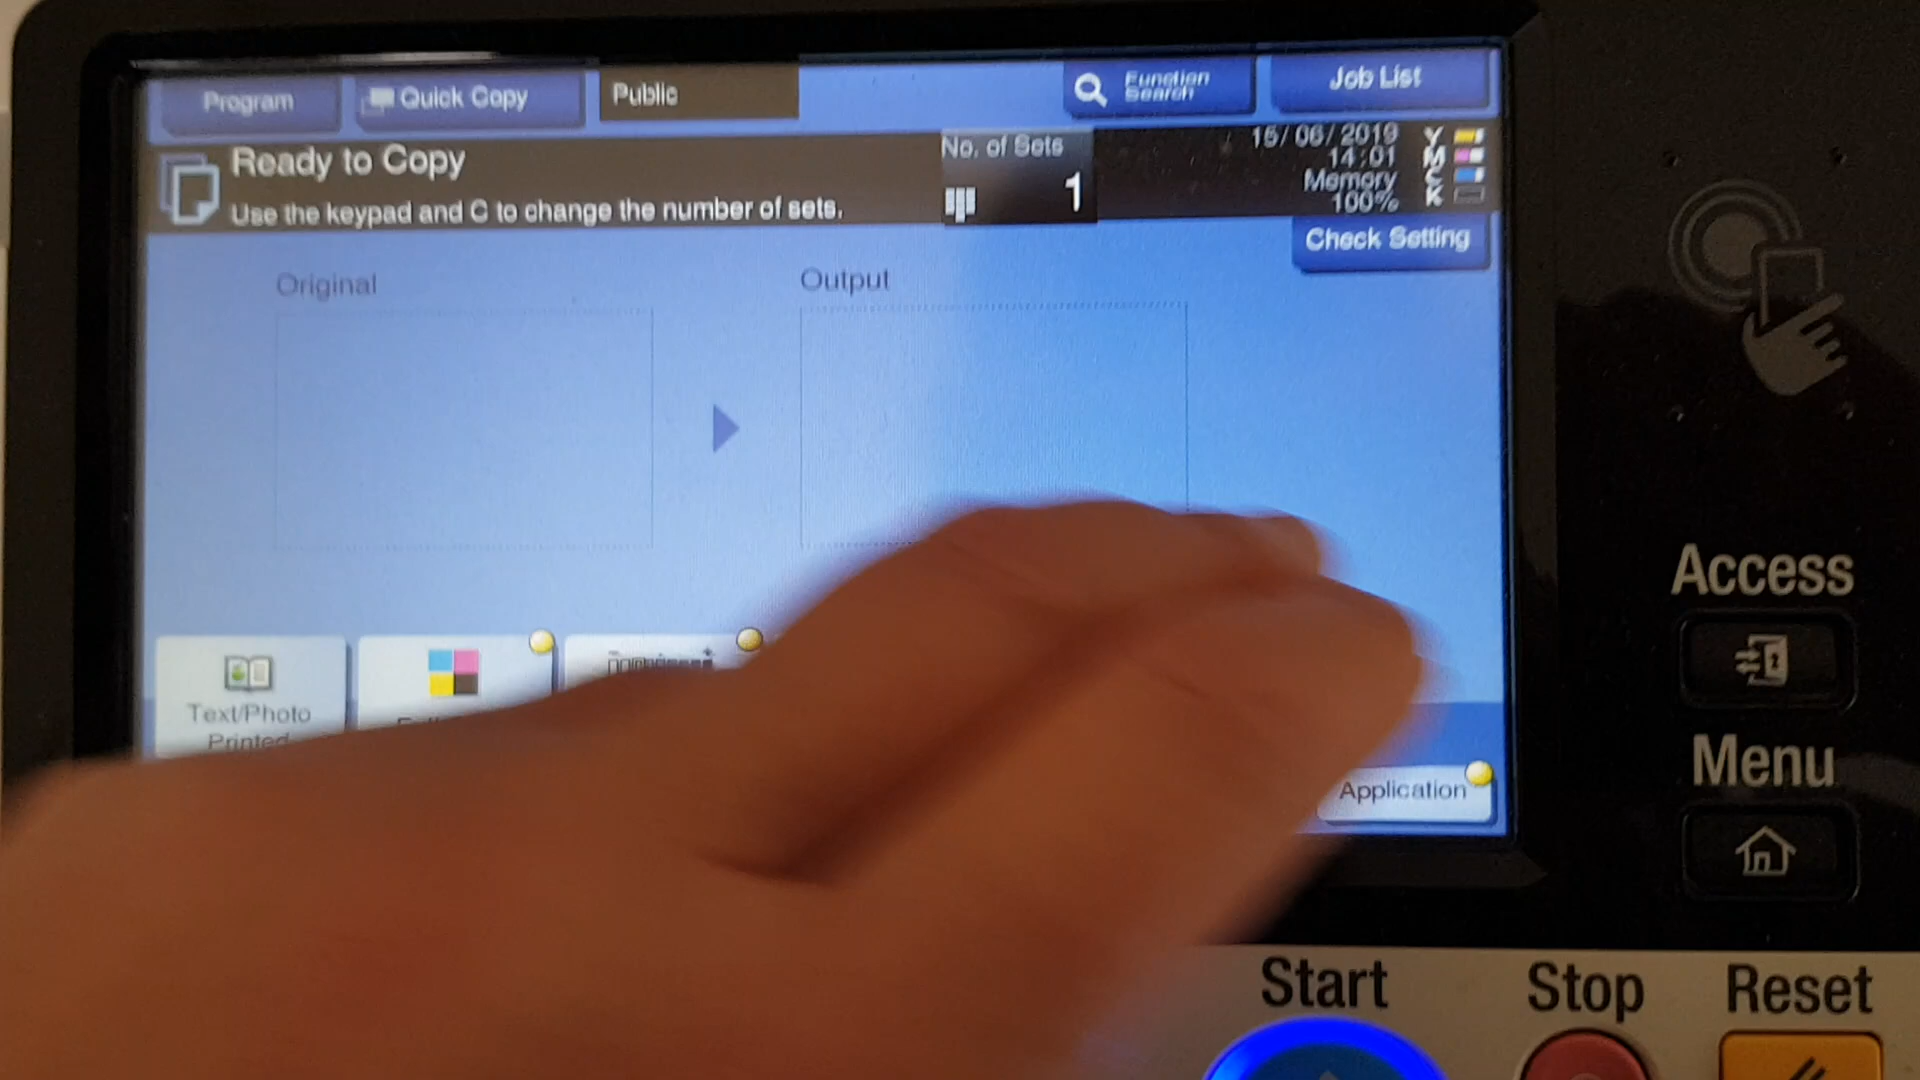 Program
Quick Copy
Public
Function
Search
Job List
Ready to Copy
Use the keypad and C to change the number of sets.
No. of Sets
1
15/06/2019
14:01
Memory
100%
Y
M
C
K
Check Setting
Original
Output
Text/Photo
Printed
Application
Access
Menu
Start
Stop
Reset